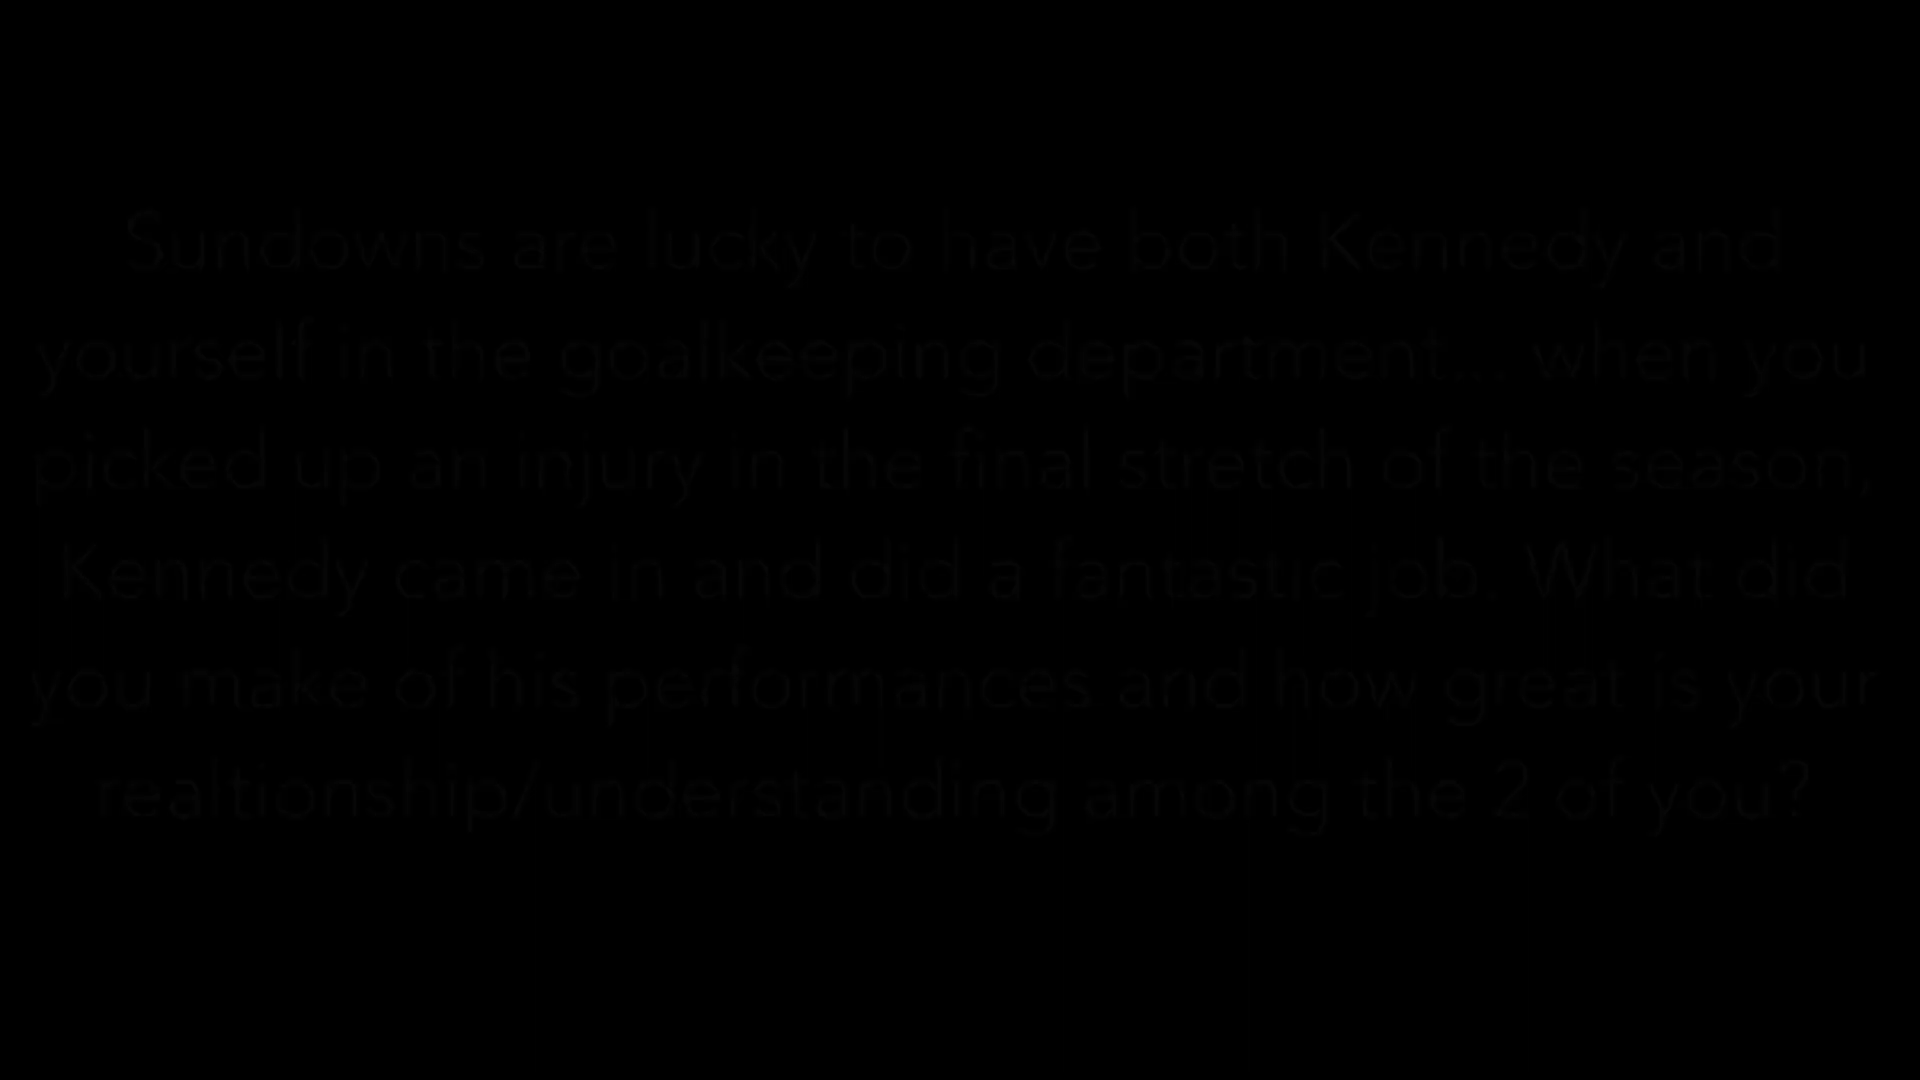 Sundowns are lucky to have both Kennedy and
yourself in the goalkeeping department... when you
picked up an injury in the final stretch of the season,
Kennedy came in and did a fantastic job. What did
you make of his performances and how great is your
realtionship/understanding among the 2 of you?